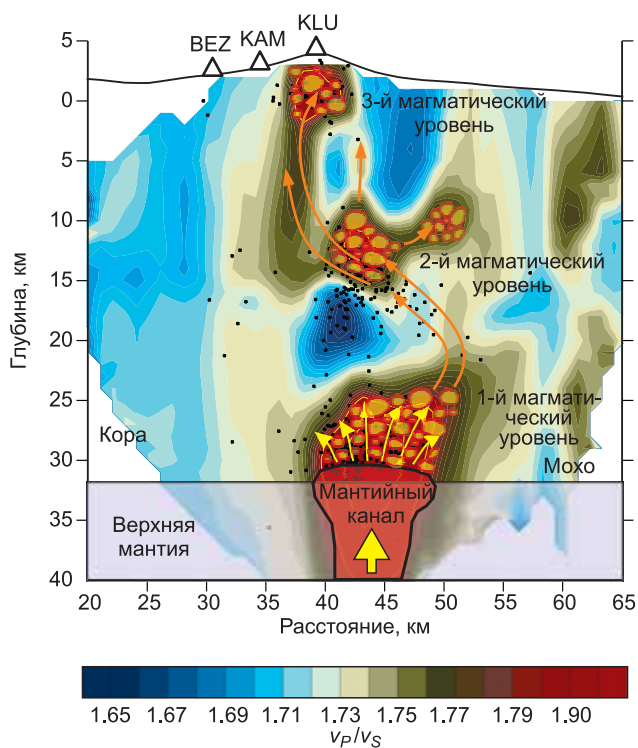 KLU
KAM
BEZ
5
0
5
10
15
20
25
30
35
40
Глубина, км
3-й магматический
уровень
2-й магматический
уровень
1-й магмати-
ческий
уровень
Кора
Мохо
Мантийный
канал
Верхняя
мантия
20 25 30 35 40 45 50 55 60 65
Расстояние, км
1.65 1.67 1.69 1.71 1.73 1.75 1.77 1.79 1.90
vP/vS